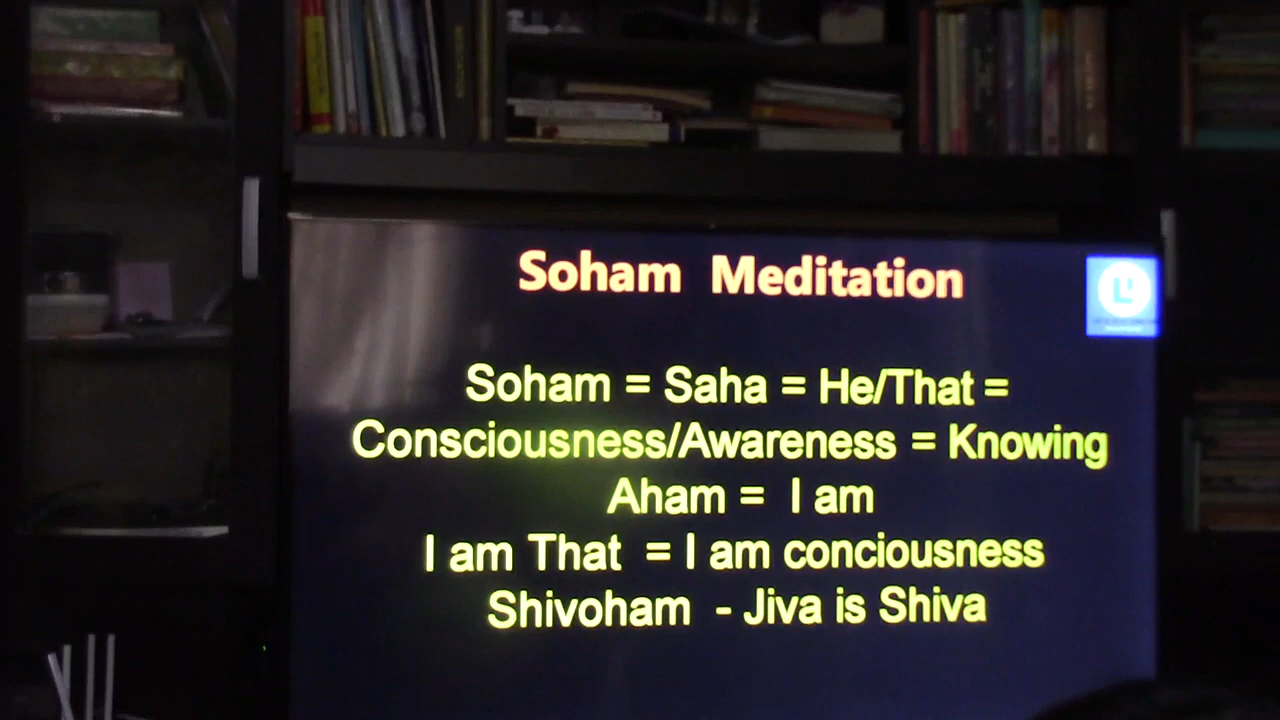 Soham Meditation
Soham = Saha = He/That =
Consciousness/Awareness = Knowing
Aham = I am
I am That = I am conciousness
Shivoham - Jiva is Shiva